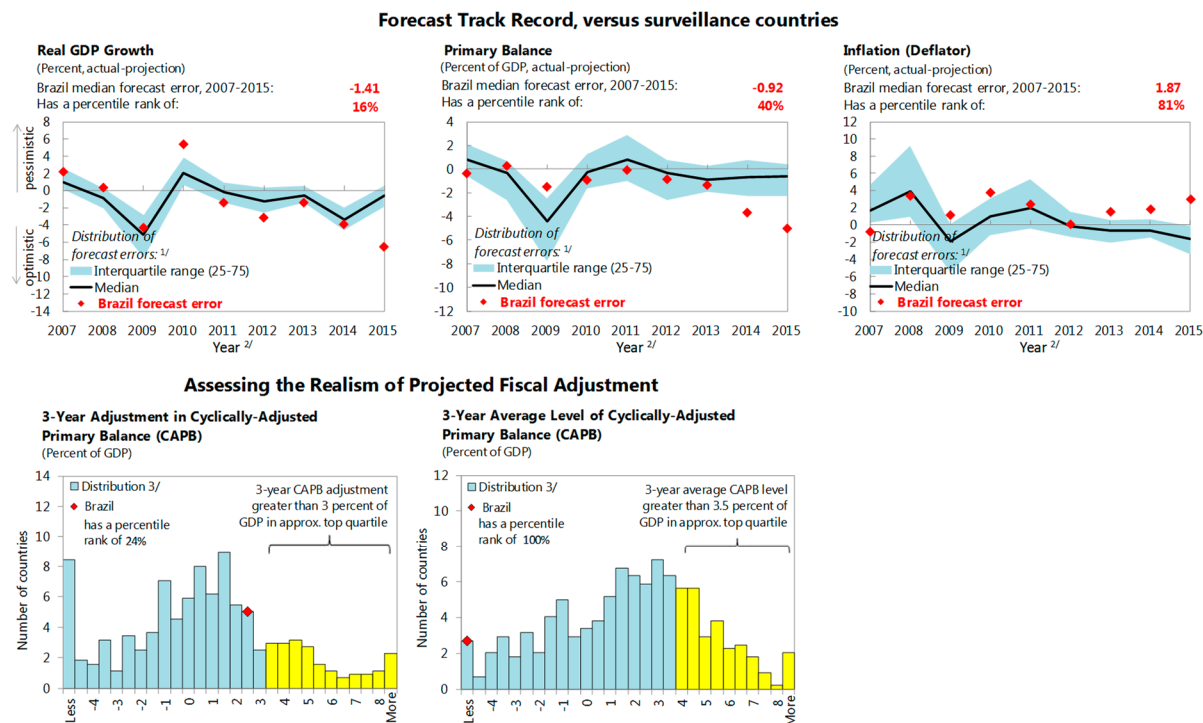 Forecast Track Record, versus surveillance countries
Real GDP Growth
(Percent, actual-projection)
Brazil median forecast error, 2007-2015: -1.41
Has a percentile rank of: 16%
pessimistic
optimistic
6
4
2
0
-2
-4
-6
-8
-10
-12
-14
Distribution of
forecast errors: 1/
Interquartile range (25-75)
Median
Brazil forecast error
2007 2008 2009 2010 2011 2012 2013 2014 2015
Year 2/
Primary Balance
(Percent of GDP, actual-projection)
Brazil median forecast error, 2007-2015: -0.92
Has a percentile rank of: 40%
4
2
0
-2
-4
-6
-8
-10
-12
Distribution of
forecast errors: 1/
Interquartile range (25-75)
Median
Brazil forecast error
2007 2008 2009 2010 2011 2012 2013 2014 2015
Year 2/
Inflation (Deflator)
(Percent, actual-projection)
Brazil median forecast error, 2007-2015: 1.87
Has a percentile rank of: 81%
12
10
8
6
4
2
0
-2
-4
-6
-8
-10
Distribution of
forecast errors: 1/
Interquartile range (25-75)
Median
Brazil forecast error
2007 2008 2009 2010 2011 2012 2013 2014 2015
Year 2/
Assessing the Realism of Projected Fiscal Adjustment
3-Year Adjustment in Cyclically-Adjusted
Primary Balance (CAPB)
(Percent of GDP)
Number of countries
14
12
10
8
6
4
2
0
Distribution 3/
Brazil
has a percentile
rank of 24%
3-year CAPB adjustment
greater than 3 percent of
GDP in approx. top quartile
Less -4 -3 -2 -1 0 1 2 3 4 5 6 7 8 More
3-Year Average Level of Cyclically-Adjusted
Primary Balance (CAPB)
(Percent of GDP)
Number of countries
12
10
8
6
4
2
0
Distribution 3/
Brazil
has a percentile
rank of 100%
3-year average CAPB level
greater than 3.5 percent of
GDP in approx. top quartile
Less -4 -3 -2 -1 0 1 2 3 4 5 6 7 8 More